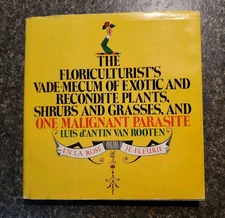 THE
FLORICULTURIST'S
VADE-MECUM OF EXOTIC AND
RECONDITE PLANTS,
SHRUBS AND GRASSES, AND
ONE MALIGNANT PARASITE
LUIS d'ANTIN VAN ROOTEN
EN LA ROSE JE FLEURIE